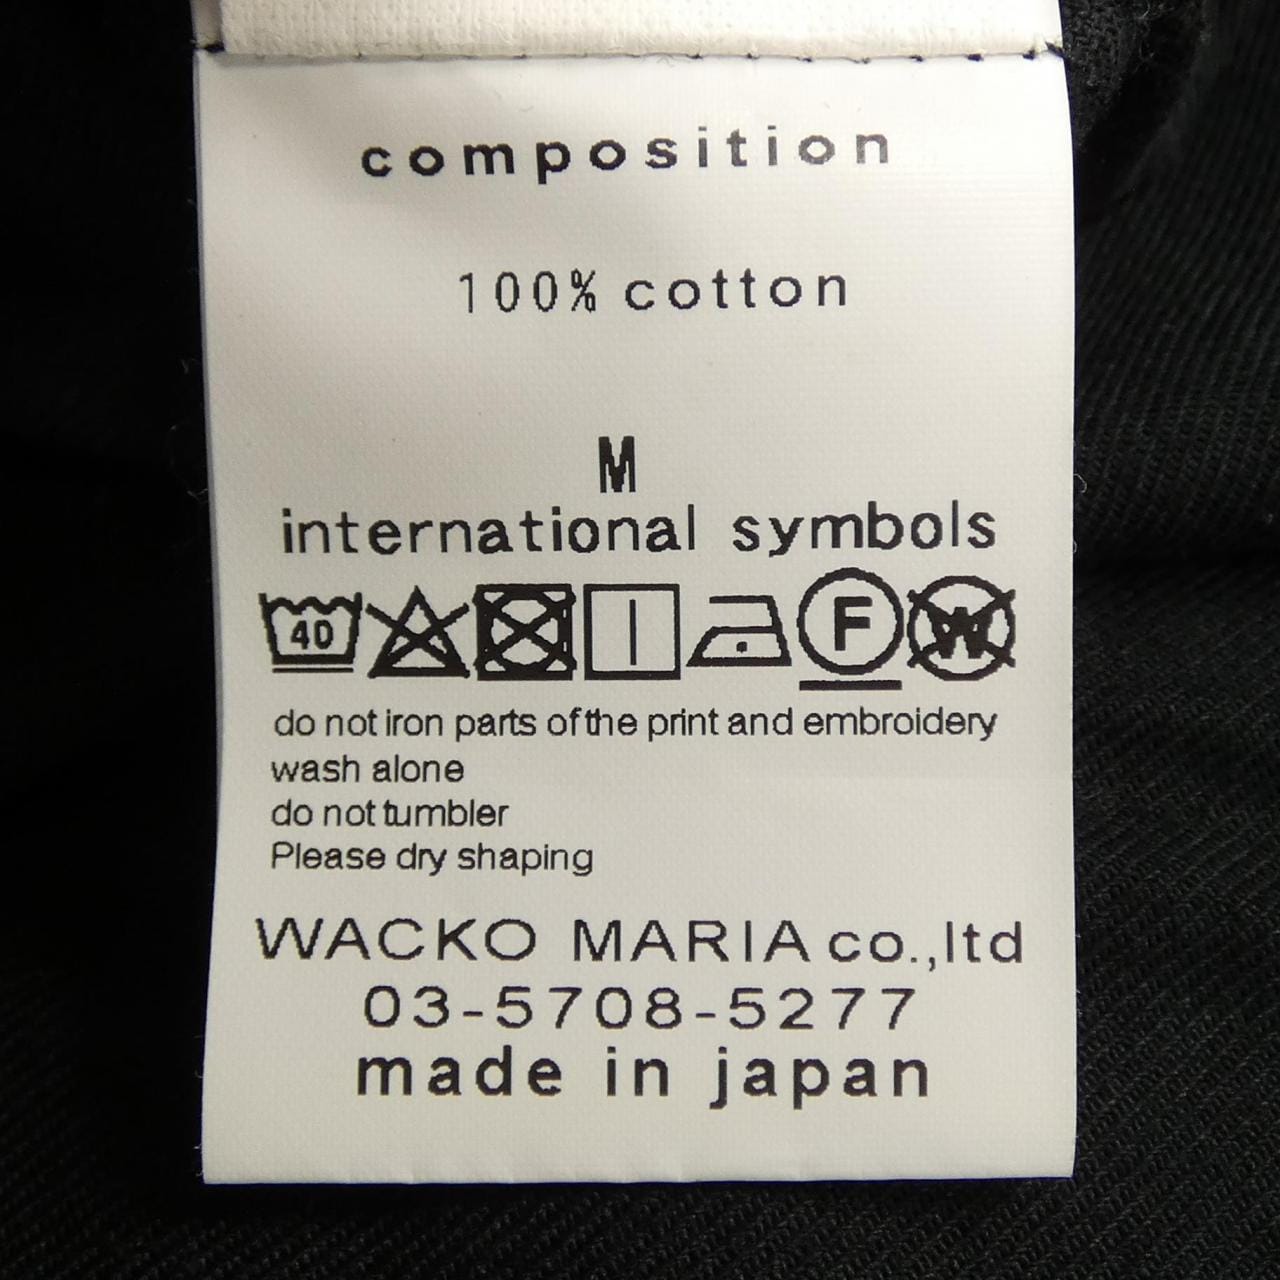 composition
100% cotton
M
international symbols
40 F W
do not iron parts of the print and embroidery
wash alone
do not tumbler
Please dry shaping
WACKO MARIA co.,ltd
03-5708-5277
made in japan